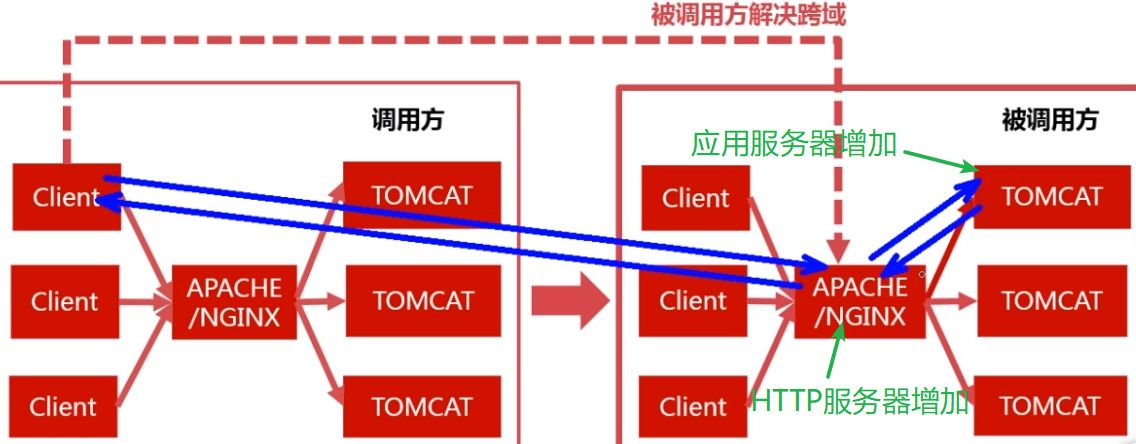 被调用方解决跨域
调用方
被调用方
应用服务器增加
Client
TOMCAT
Client
TOMCAT
Client
APACHE
/NGINX
TOMCAT
Client
APACHE
/NGINX
TOMCAT
Client
TOMCAT
Client
HTTP服务器增加
TOMCAT